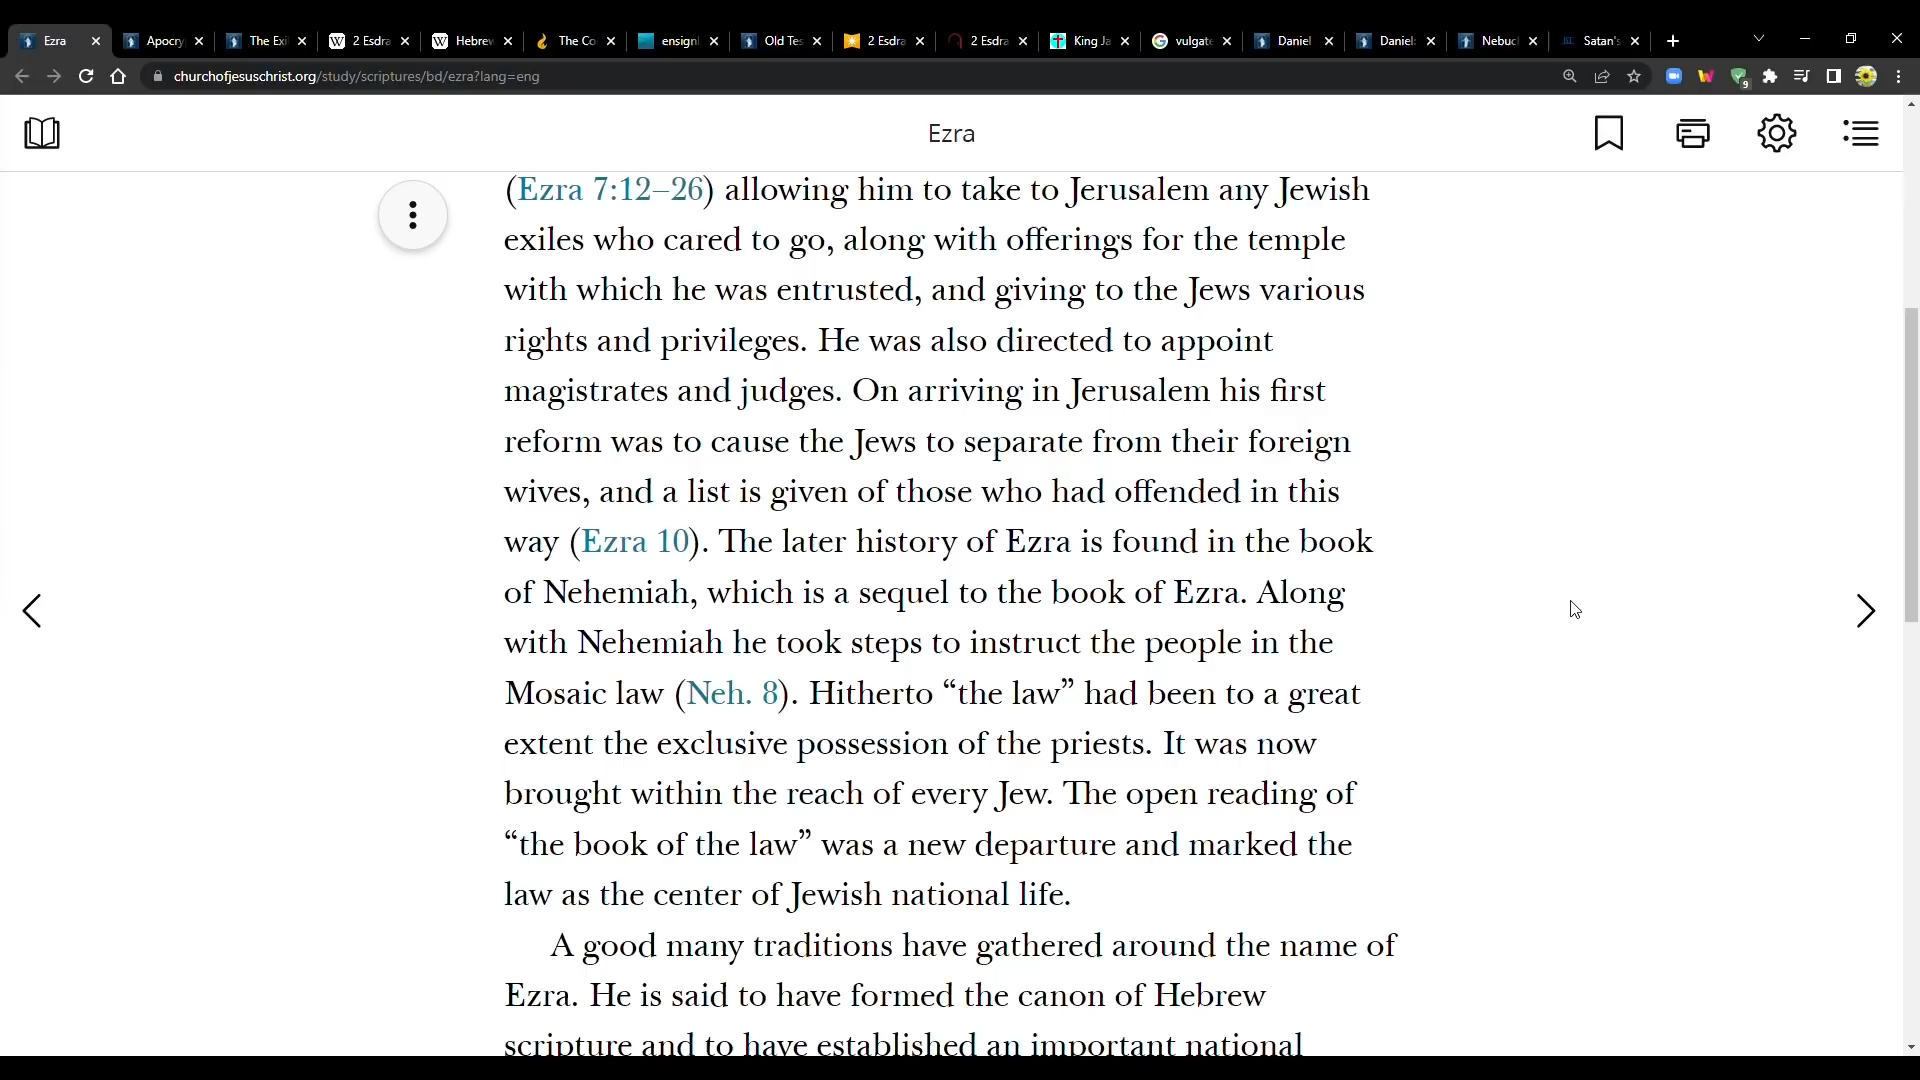 Ezra
Apocry
The Exi
2 Esdra
Hebrew
The Co
ensign
Old Tes
2 Esdra
2 Esdra
King Ja
vulgate
Daniel
Daniel:
Nebuc
Satan's
churchofjesuschrist.org/study/scriptures/bd/ezra?lang=eng
9
Ezra
(Ezra 7:12–26) allowing him to take to Jerusalem any Jewish
exiles who cared to go, along with offerings for the temple
with which he was entrusted, and giving to the Jews various
rights and privileges. He was also directed to appoint
magistrates and judges. On arriving in Jerusalem his first
reform was to cause the Jews to separate from their foreign
wives, and a list is given of those who had offended in this
way (Ezra 10). The later history of Ezra is found in the book
of Nehemiah, which is a sequel to the book of Ezra. Along
with Nehemiah he took steps to instruct the people in the
Mosaic law (Neh. 8). Hitherto “the law” had been to a great
extent the exclusive possession of the priests. It was now
brought within the reach of every Jew. The open reading of
“the book of the law” was a new departure and marked the
law as the center of Jewish national life.
A good many traditions have gathered around the name of
Ezra. He is said to have formed the canon of Hebrew
scripture and to have established an important national